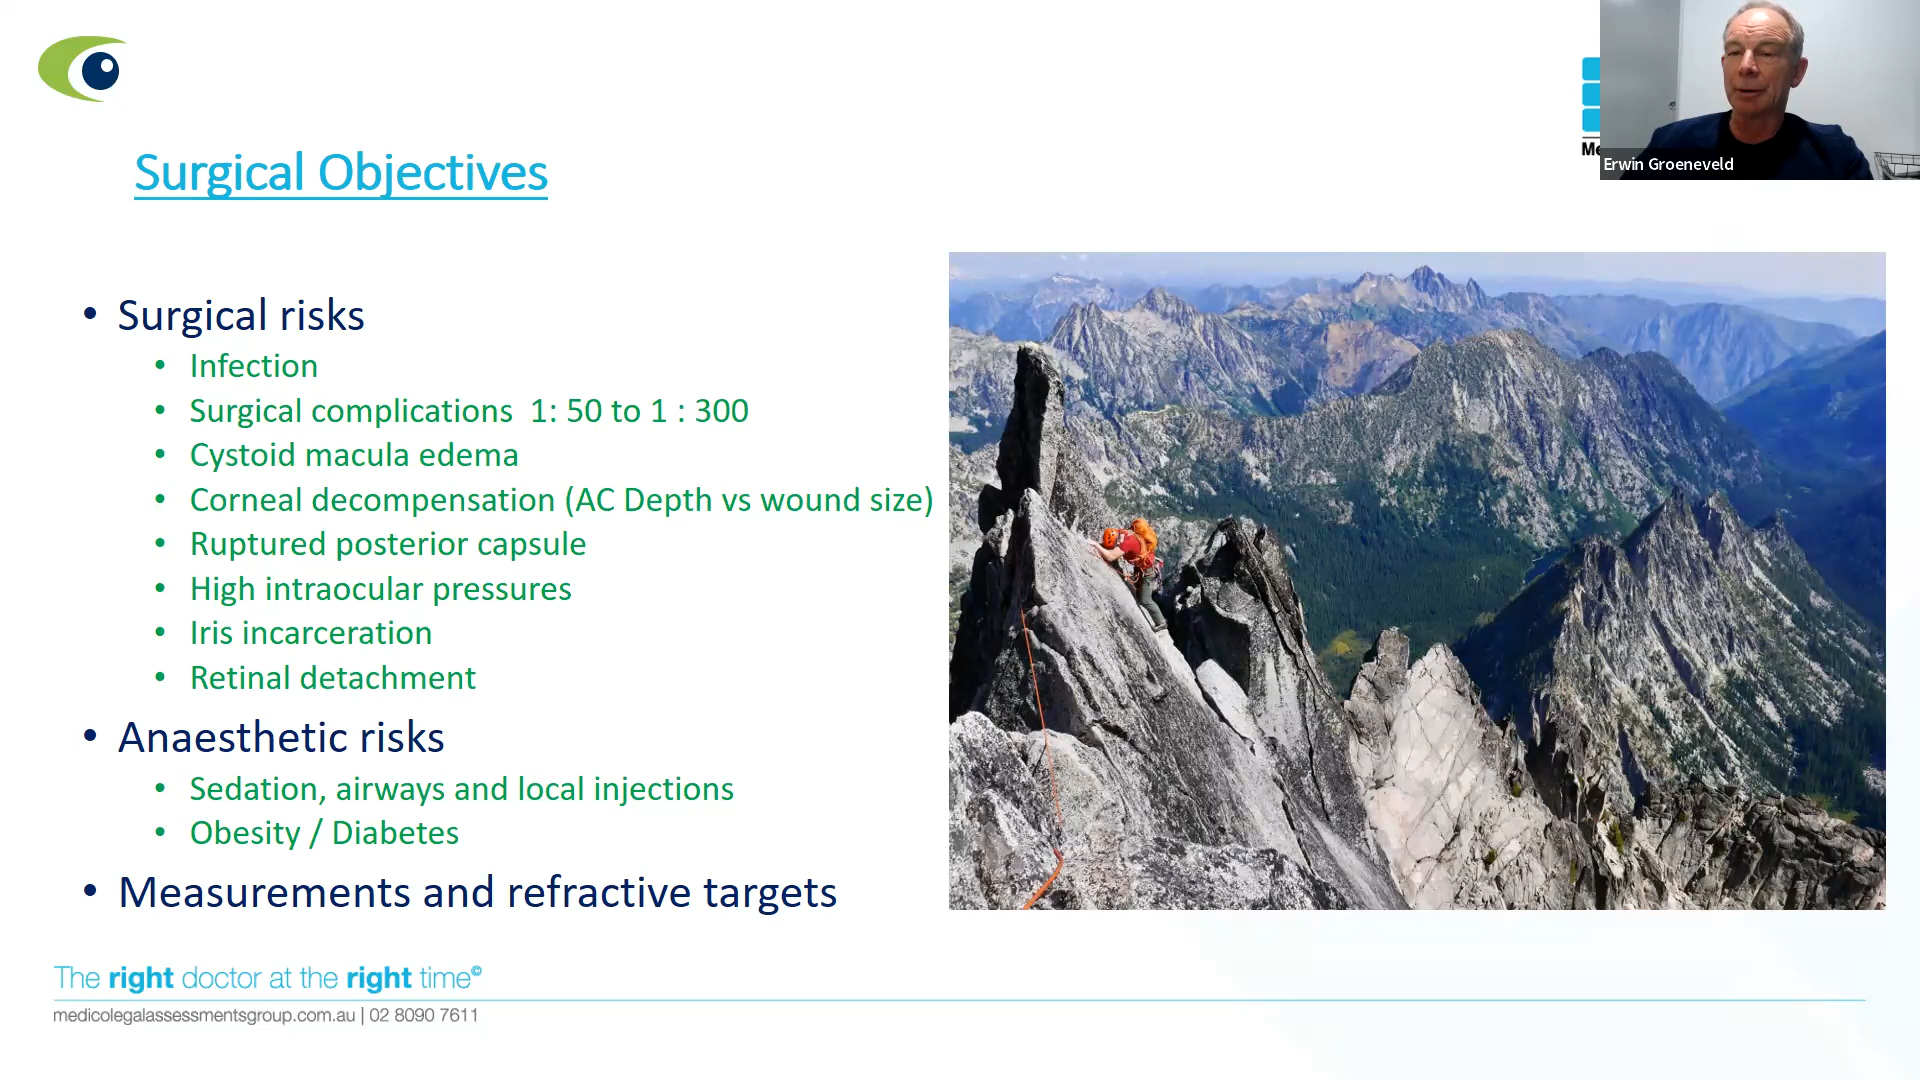 Surgical Objectives
Me
Erwin Groeneveld
• Surgical risks
• Infection
• Surgical complications 1: 50 to 1 : 300
• Cystoid macula edema
• Corneal decompensation (AC Depth vs wound size)
• Ruptured posterior capsule
• High intraocular pressures
• Iris incarceration
• Retinal detachment
• Anaesthetic risks
• Sedation, airways and local injections
• Obesity / Diabetes
• Measurements and refractive targets
The right doctor at the right time©
medicolegalassessmentsgroup.com.au | 02 8090 7611